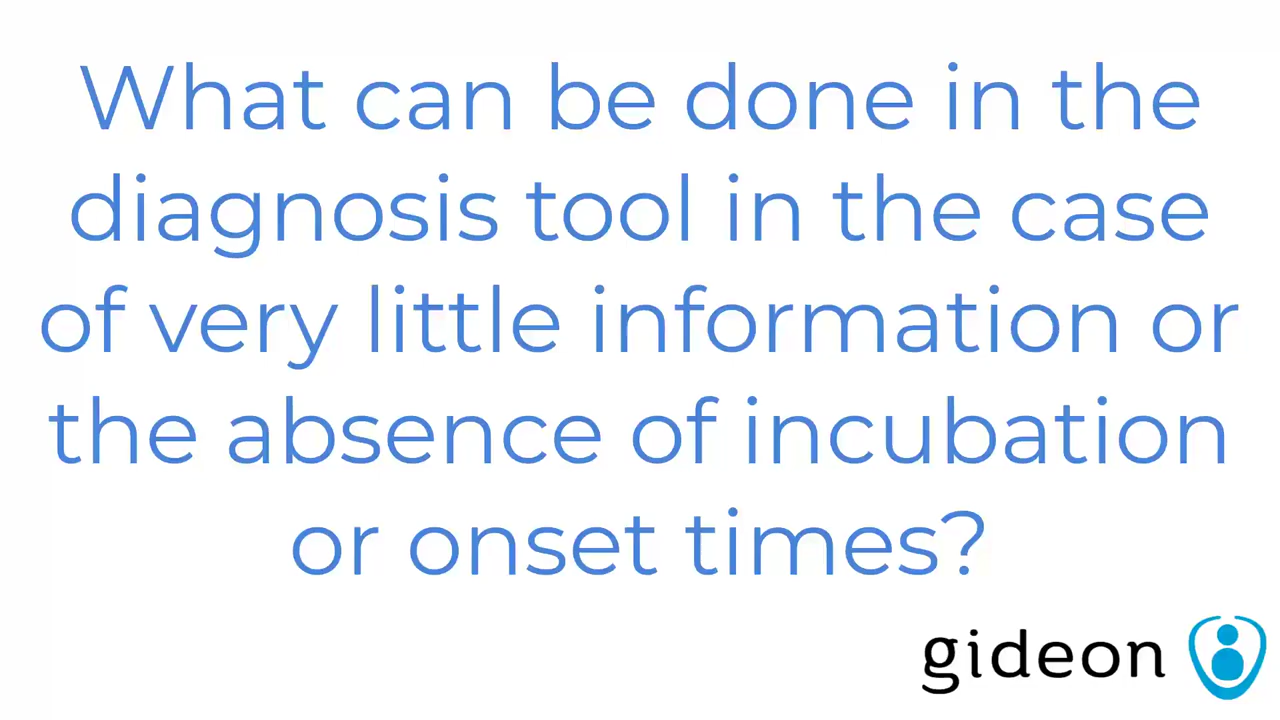 What can be done in the
diagnosis tool in the case
of very little information or
the absence of incubation
or onset times?
gideon